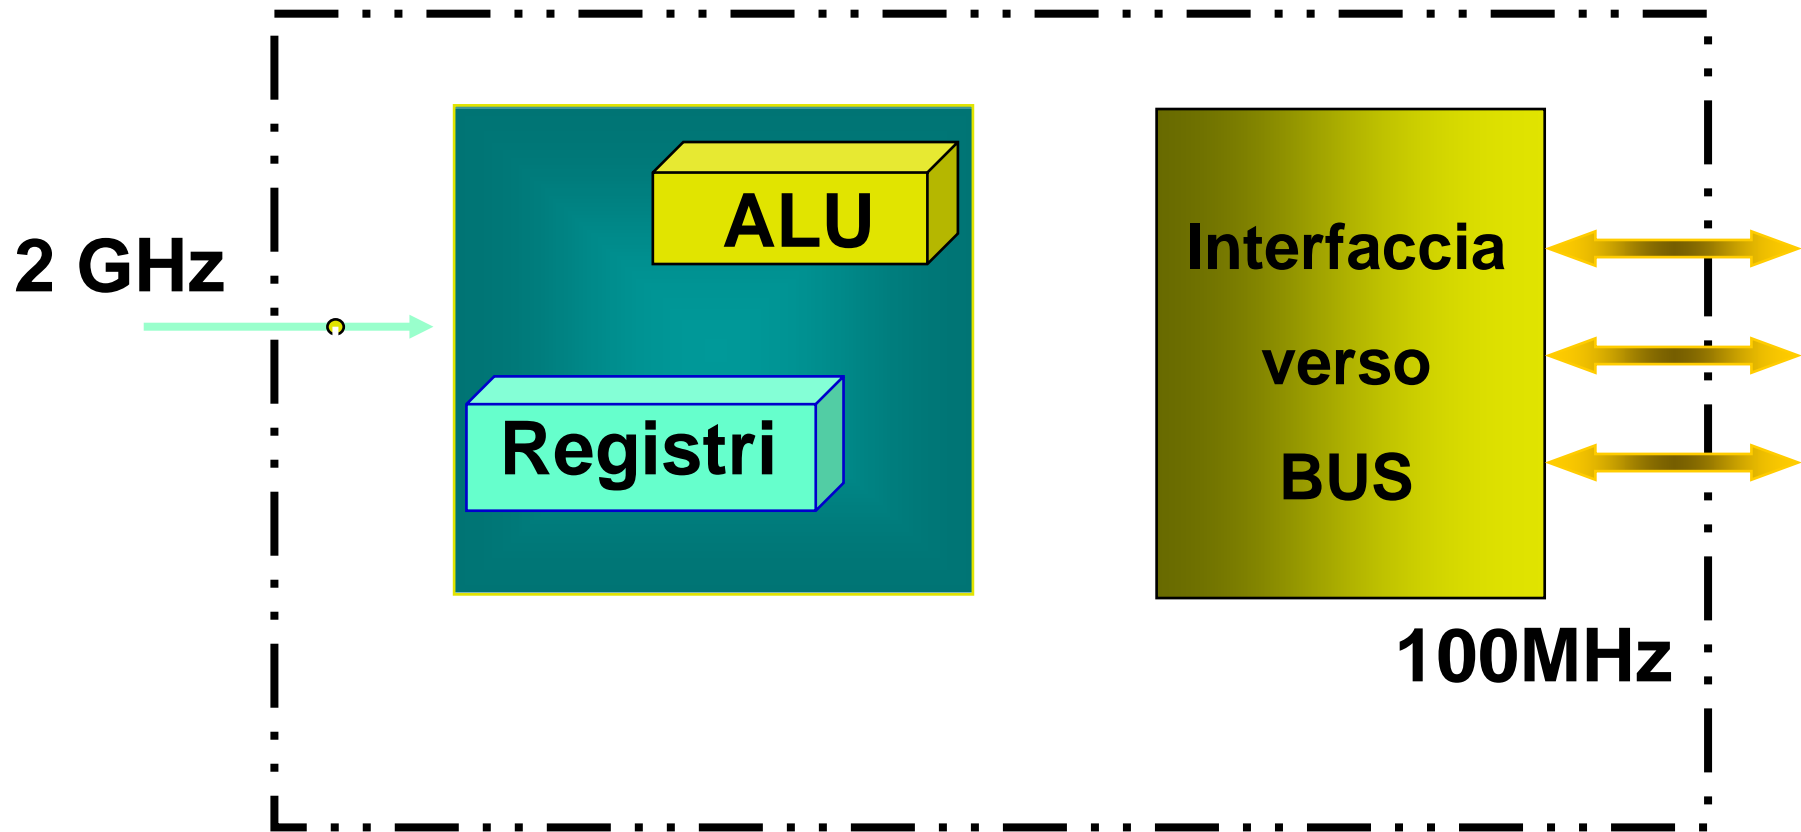 2 GHz
ALU
Registri
Interfaccia
verso
BUS
100MHz